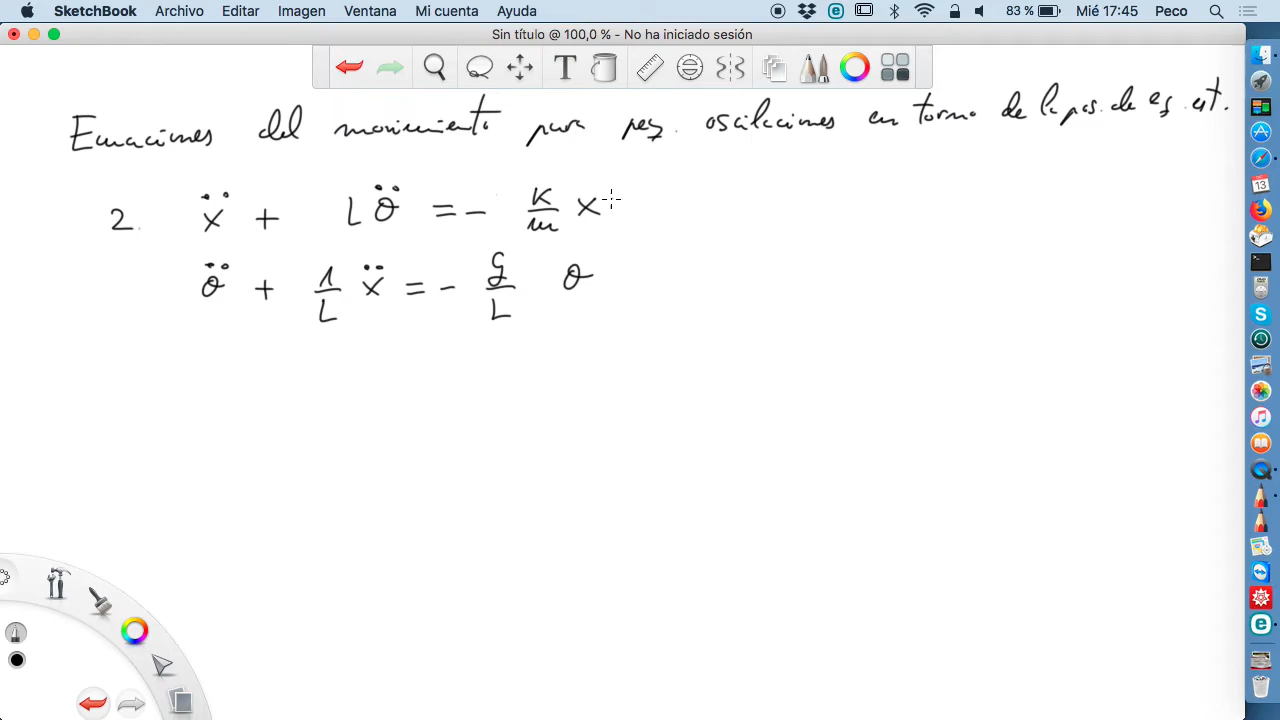 SketchBook Archivo Editar Imagen Ventana Mi cuenta Ayuda 83 % Mié 17:45 Peco
Sin título @ 100,0 % - No ha iniciado sesión
T
Ecuaciones del movimiento para peq. oscilaciones en torno de la pos. de eq. est.
2. ẍ + L θ̈ = - k/m x
θ̈ + 1/L ẍ = - g/L θ
13